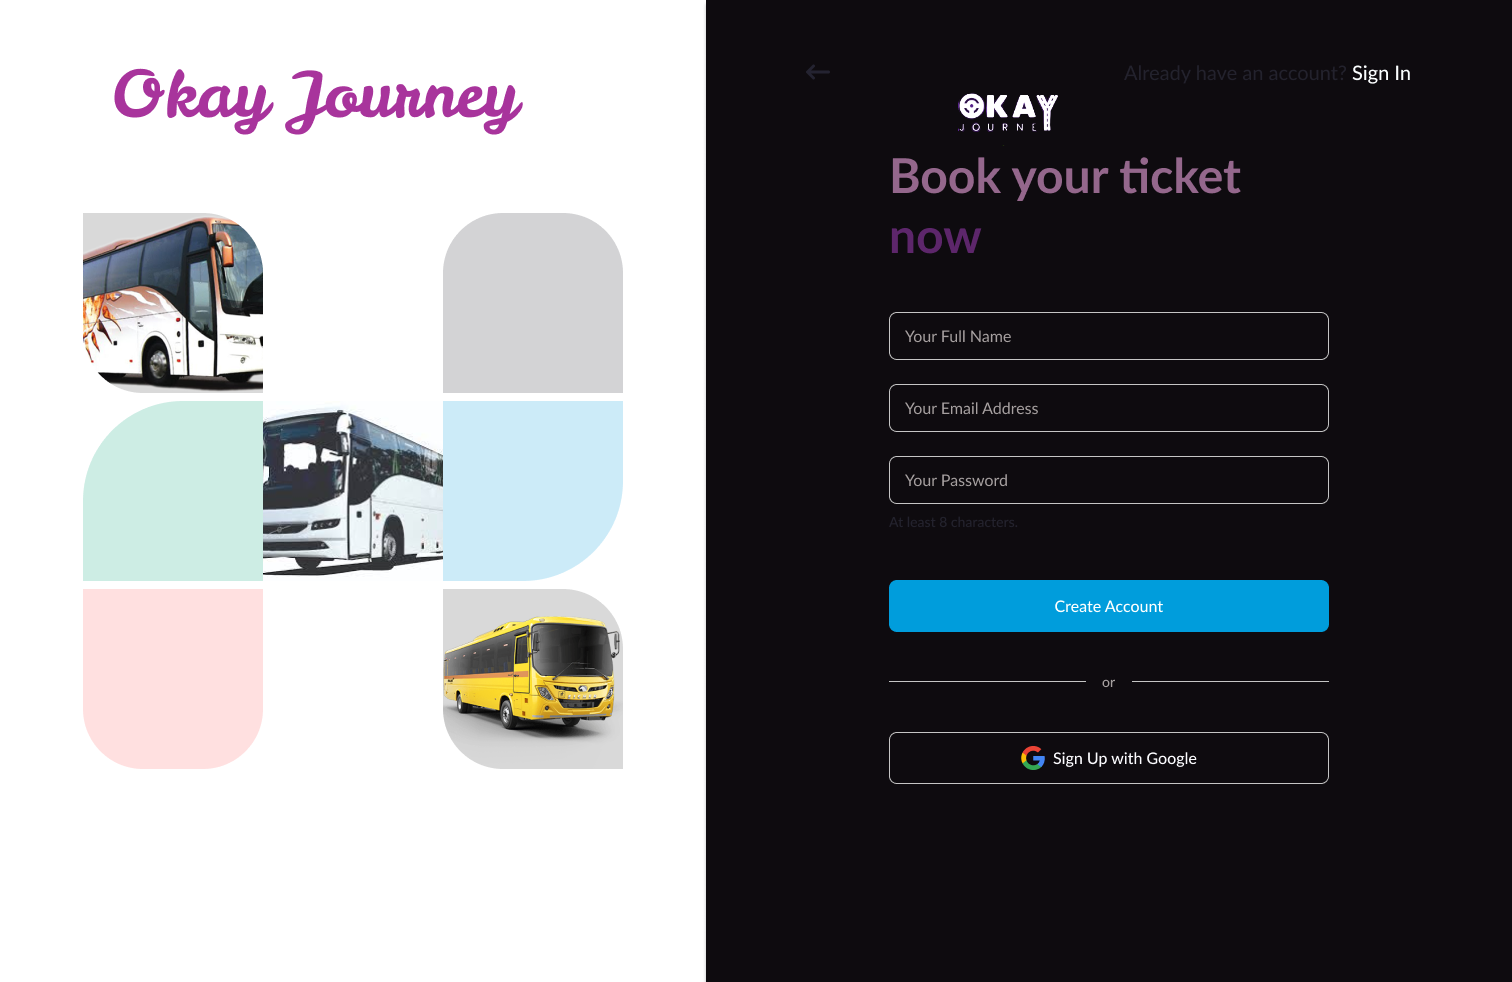 Okay Journey
Already have an account? Sign In
OKAY
JOURNE
Book your ticket
now
Your Full Name
Your Email Address
Your Password
At least 8 characters.
Create Account
or
Sign Up with Google